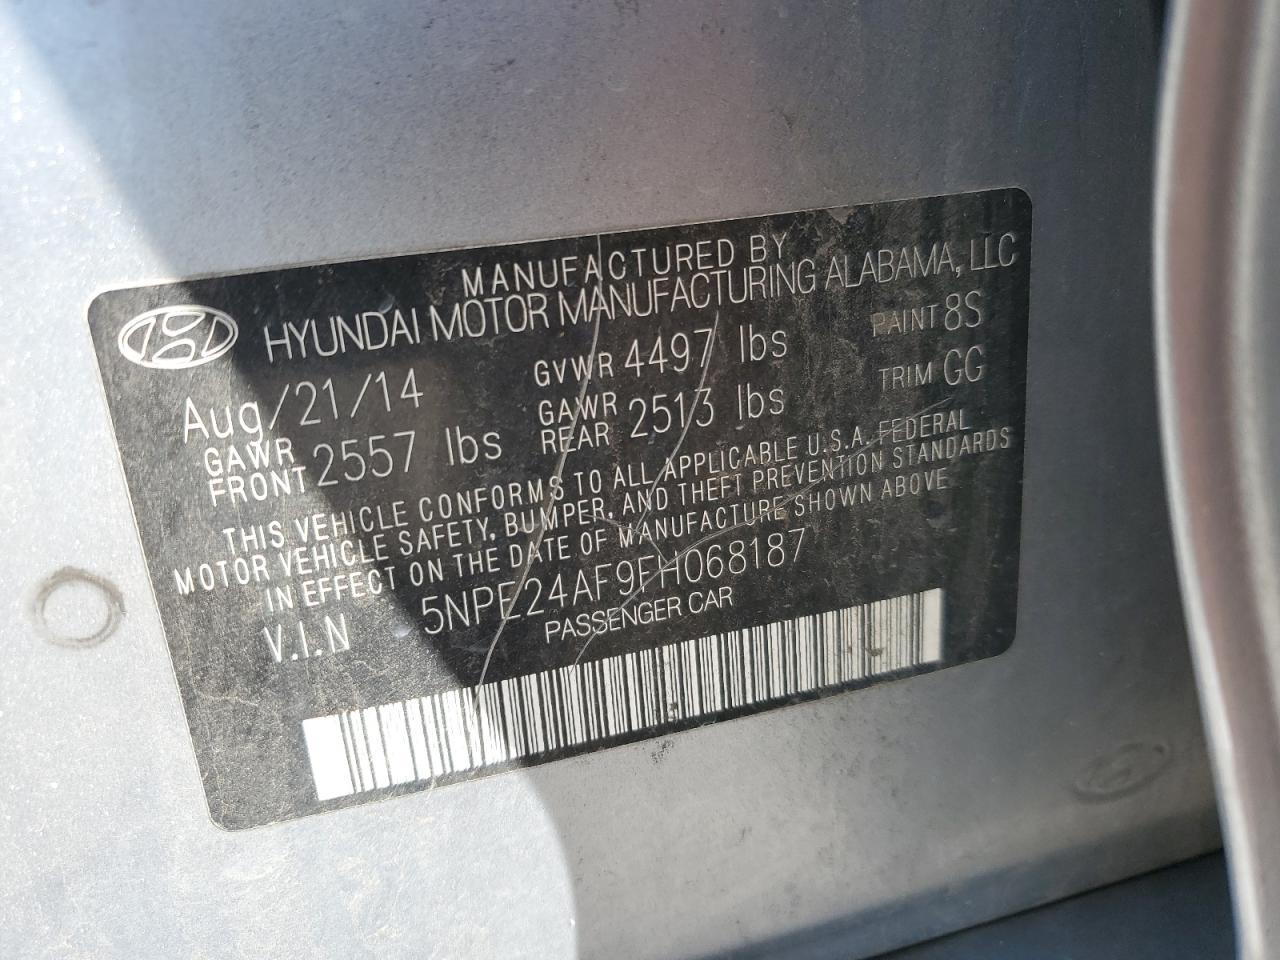 MANUFACTURED BY
HYUNDAI MOTOR MANUFACTURING ALABAMA, LLC
Aug/21/14 GVWR 4497 lbs PAINT 8S
GAWR FRONT 2557 lbs GAWR REAR 2513 lbs TRIM GG
THIS VEHICLE CONFORMS TO ALL APPLICABLE U.S.A. FEDERAL
MOTOR VEHICLE SAFETY, BUMPER, AND THEFT PREVENTION STANDARDS
IN EFFECT ON THE DATE OF MANUFACTURE SHOWN ABOVE
V.I.N 5NPE24AF9FH068187
PASSENGER CAR